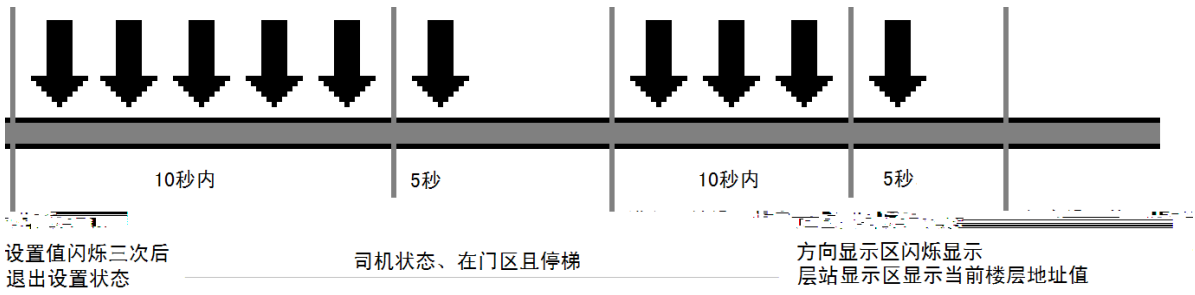 10秒内
5秒
10秒内
5秒
设置值闪烁三次后
退出设置状态
司机状态、在门区且停梯
方向显示区闪烁显示
层站显示区显示当前楼层地址值